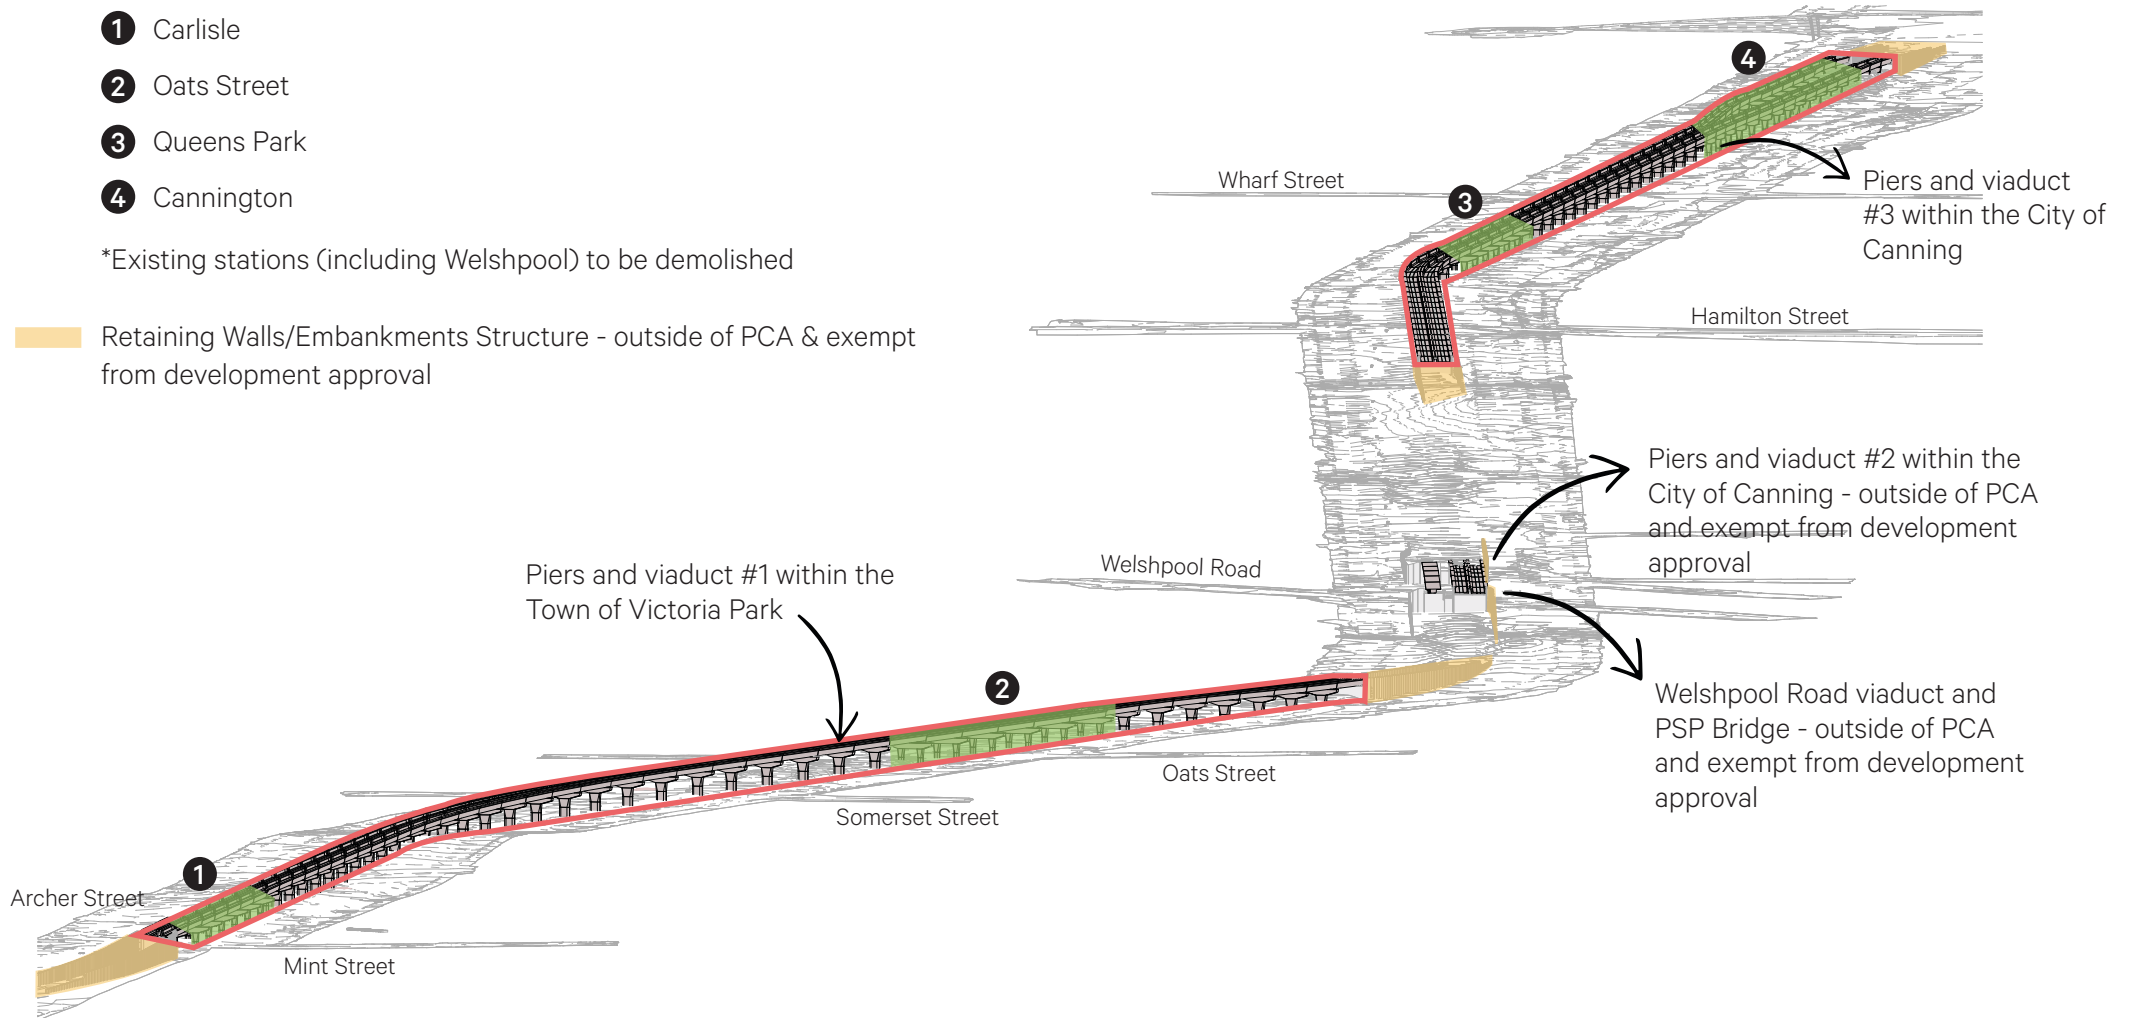 1 Carlisle
2 Oats Street
3 Queens Park
4 Cannington
*Existing stations (including Welshpool) to be demolished
Retaining Walls/Embankments Structure - outside of PCA & exempt
from development approval
4
Piers and viaduct
#3 within the City of
Canning
Wharf Street
3
Hamilton Street
Piers and viaduct #2 within the
City of Canning - outside of PCA
and exempt from development
approval
Welshpool Road
Piers and viaduct #1 within the
Town of Victoria Park
Welshpool Road viaduct and
PSP Bridge - outside of PCA
and exempt from development
approval
2
Oats Street
Somerset Street
1
Archer Street
Mint Street